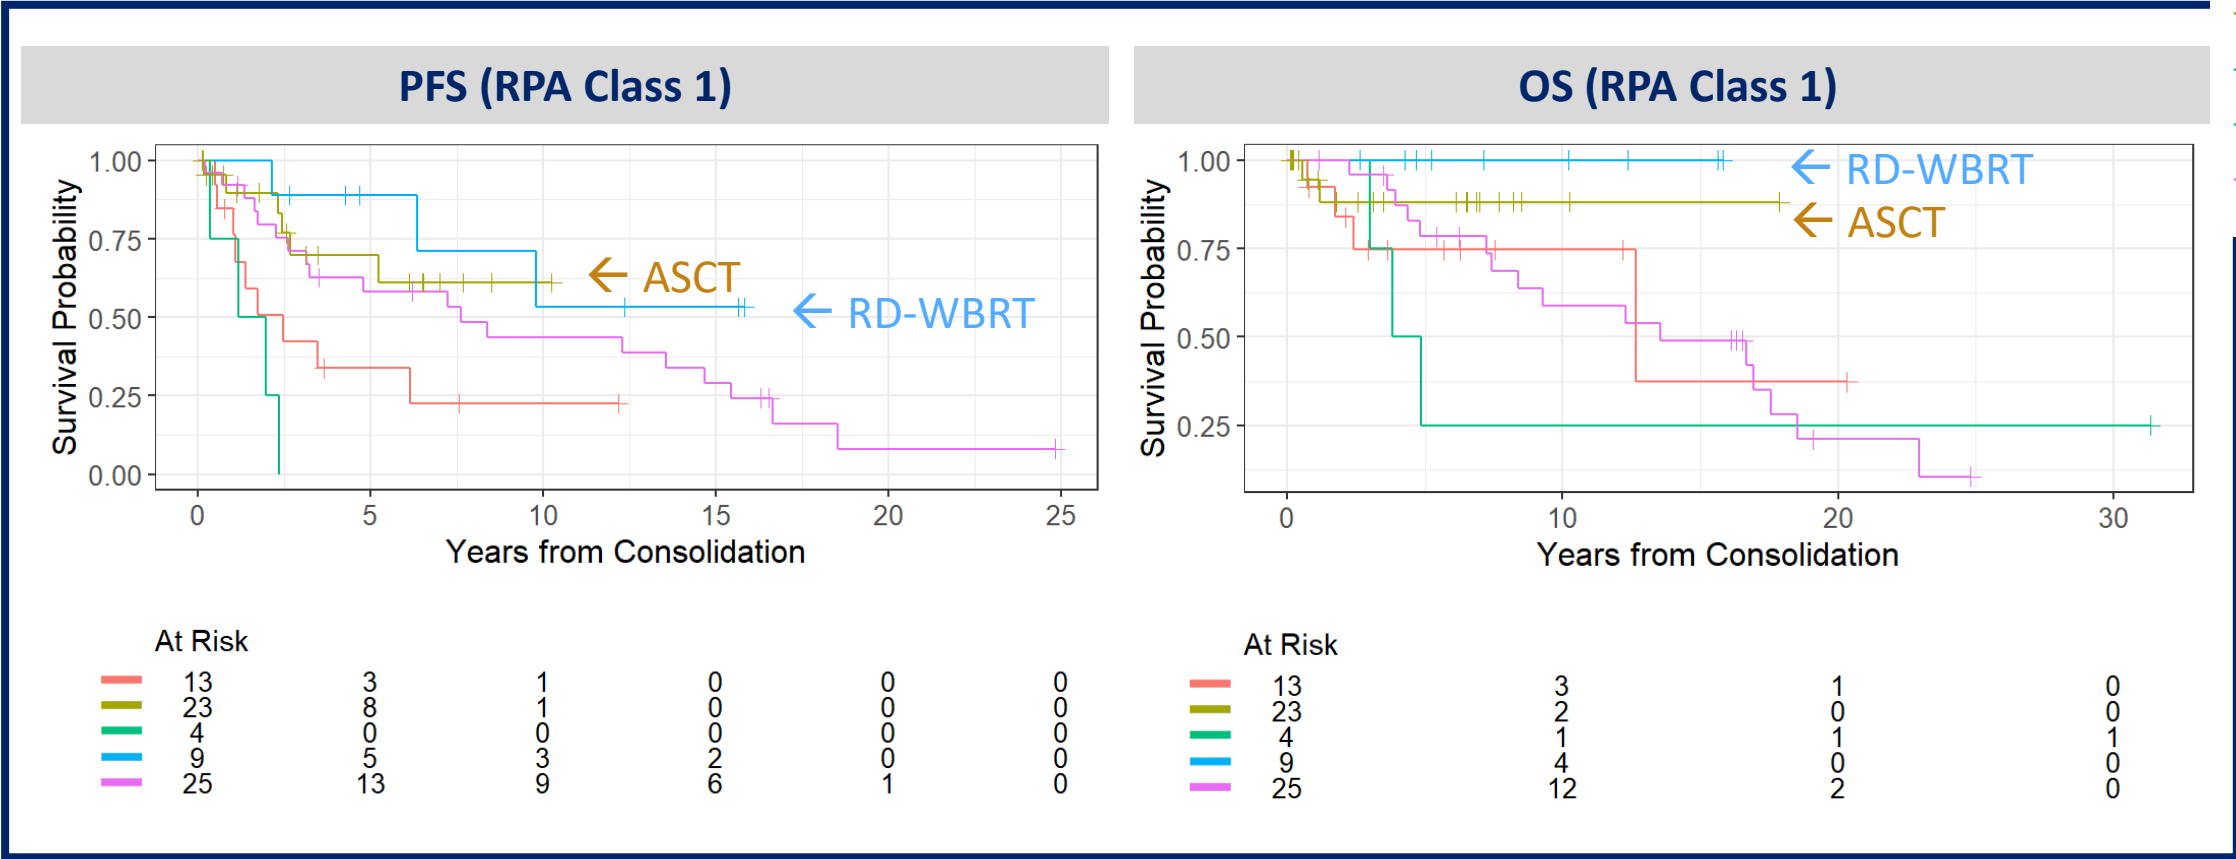 PFS (RPA Class 1)
1.00
0.75
0.50
0.25
0.00
Survival Probability
← ASCT
← RD-WBRT
0 5 10 15 20 25
Years from Consolidation
At Risk
13 3 1 0 0 0
23 8 1 0 0 0
4 0 0 0 0 0
9 5 3 2 0 0
25 13 9 6 1 0
OS (RPA Class 1)
1.00
0.75
0.50
0.25
Survival Probability
← RD-WBRT
← ASCT
0 10 20 30
Years from Consolidation
At Risk
13 3 1 0
23 2 0 0
4 1 1 1
9 4 0 0
25 12 2 0